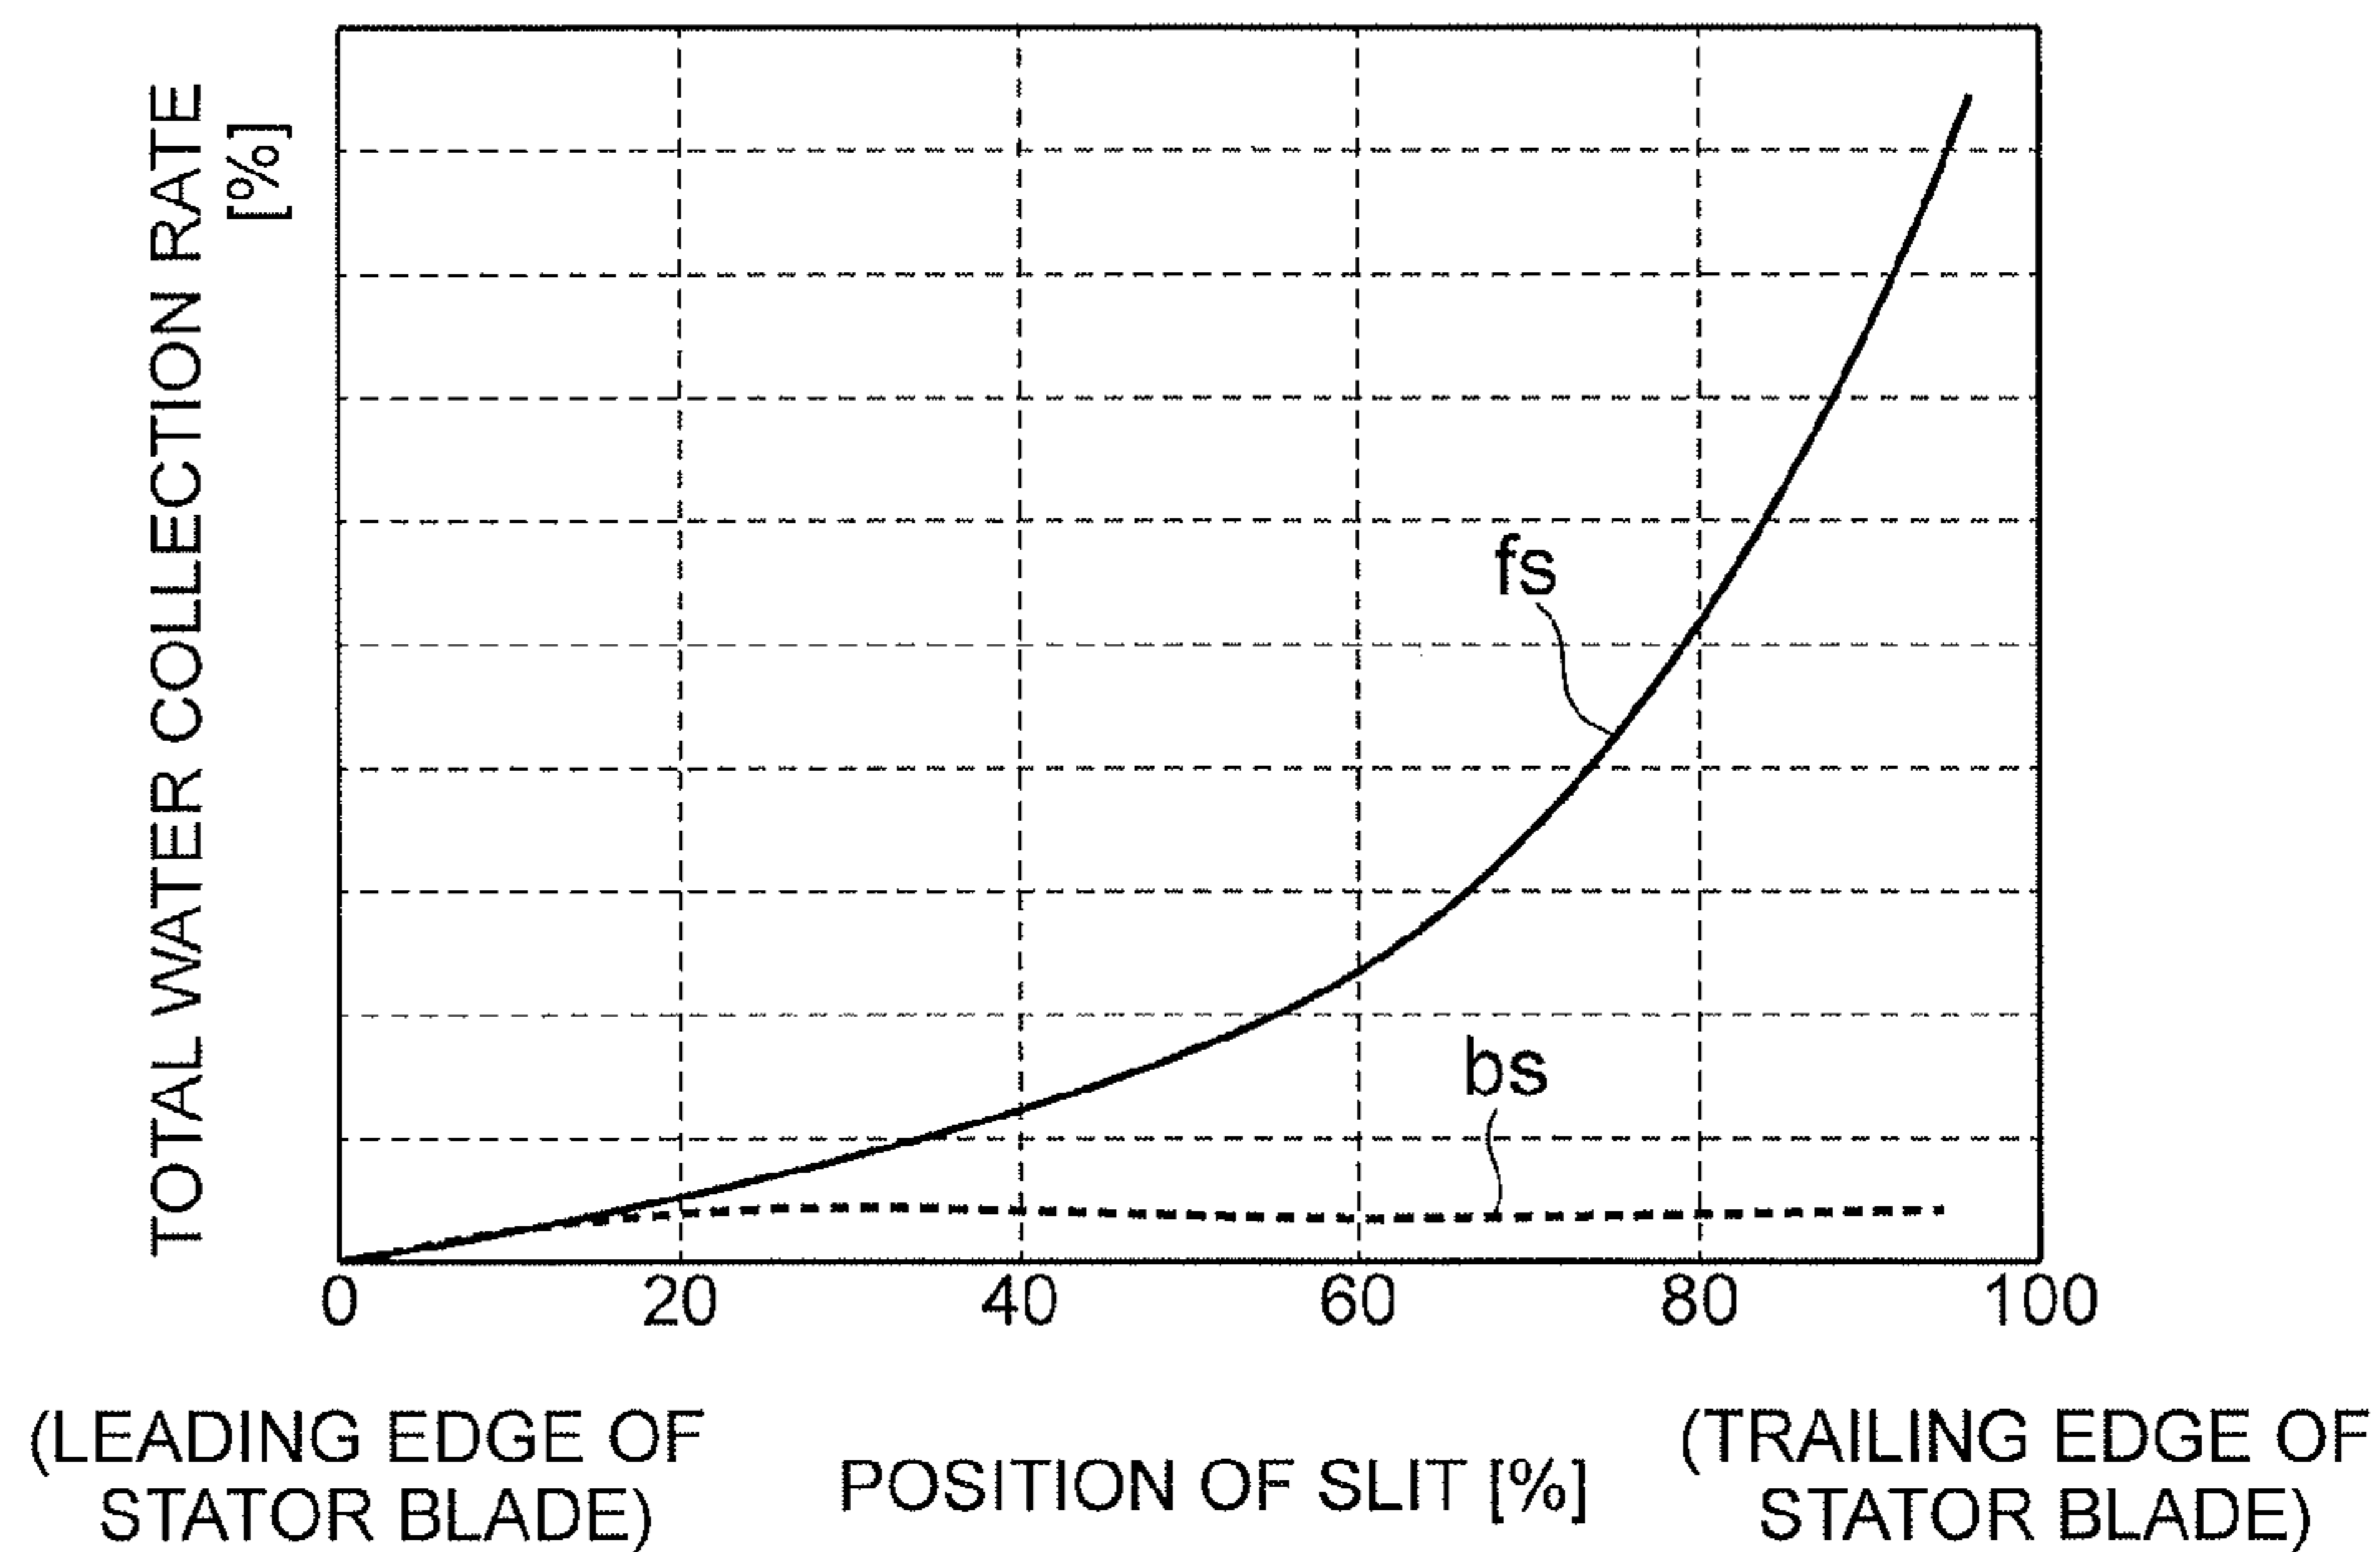 TOTAL WATER COLLECTION RATE
[%]
fs
bs
0 20 40 60 80 100
(LEADING EDGE OF
STATOR BLADE)
POSITION OF SLIT [%]
(TRAILING EDGE OF
STATOR BLADE)